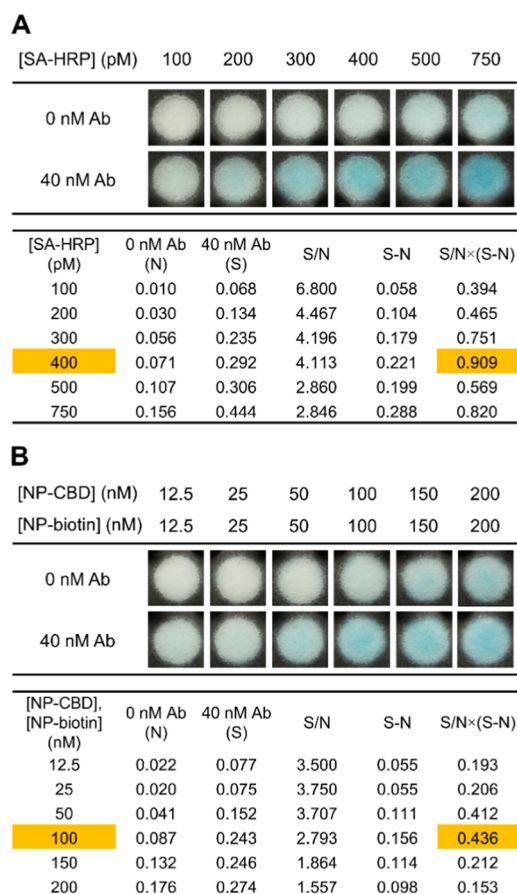 A
[SA-HRP] (pM) 100 200 300 400 500 750
0 nM Ab
40 nM Ab
[SA-HRP] (pM) 0 nM Ab (N) 40 nM Ab (S) S/N S-N S/N×(S-N)
100 0.010 0.068 6.800 0.058 0.394
200 0.030 0.134 4.467 0.104 0.465
300 0.056 0.235 4.196 0.179 0.751
400 0.071 0.292 4.113 0.221 0.909
500 0.107 0.306 2.860 0.199 0.569
750 0.156 0.444 2.846 0.288 0.820
B
[NP-CBD] (nM) 12.5 25 50 100 150 200
[NP-biotin] (nM) 12.5 25 50 100 150 200
0 nM Ab
40 nM Ab
[NP-CBD], [NP-biotin] (nM) 0 nM Ab (N) 40 nM Ab (S) S/N S-N S/N×(S-N)
12.5 0.022 0.077 3.500 0.055 0.193
25 0.020 0.075 3.750 0.055 0.206
50 0.041 0.152 3.707 0.111 0.412
100 0.087 0.243 2.793 0.156 0.436
150 0.132 0.246 1.864 0.114 0.212
200 0.176 0.274 1.557 0.098 0.153